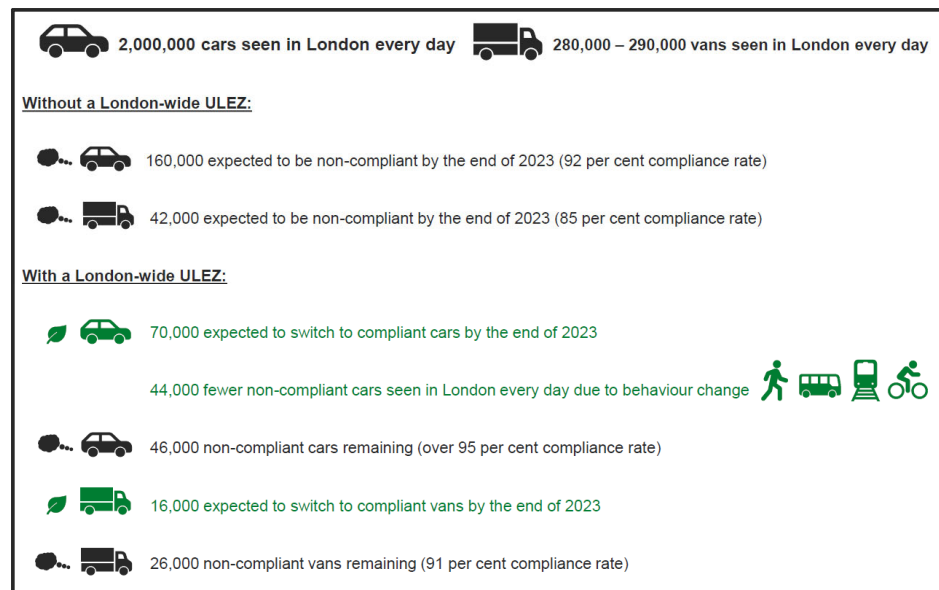 2,000,000 cars seen in London every day
280,000 – 290,000 vans seen in London every day
Without a London-wide ULEZ:
160,000 expected to be non-compliant by the end of 2023 (92 per cent compliance rate)
42,000 expected to be non-compliant by the end of 2023 (85 per cent compliance rate)
With a London-wide ULEZ:
70,000 expected to switch to compliant cars by the end of 2023
44,000 fewer non-compliant cars seen in London every day due to behaviour change
46,000 non-compliant cars remaining (over 95 per cent compliance rate)
16,000 expected to switch to compliant vans by the end of 2023
26,000 non-compliant vans remaining (91 per cent compliance rate)